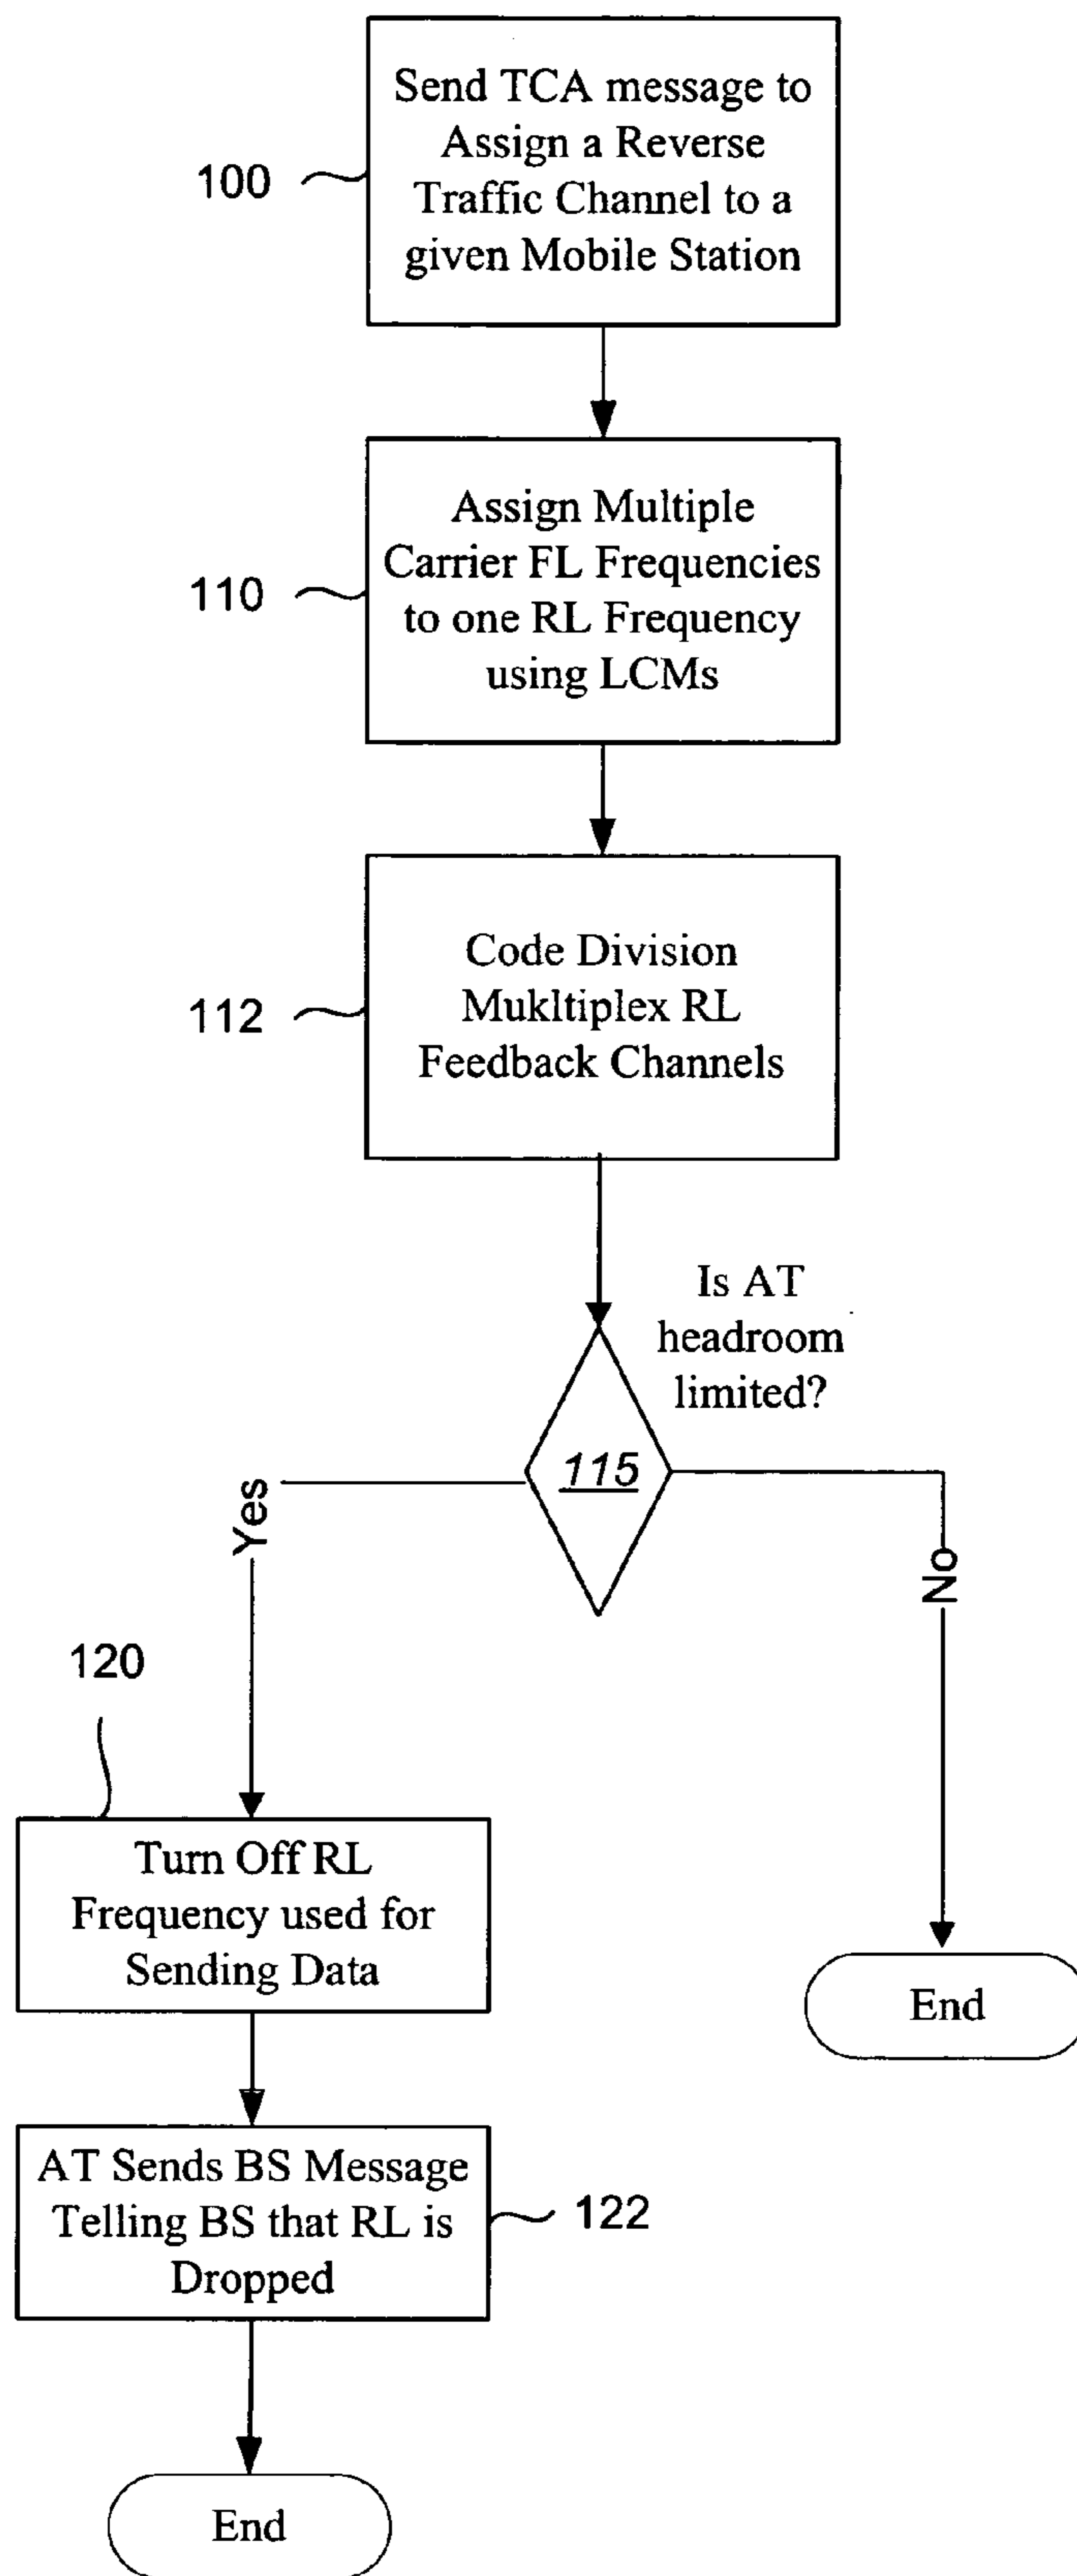 Send TCA message to
Assign a Reverse
Traffic Channel to a
given Mobile Station
100
Assign Multiple
Carrier FL Frequencies
to one RL Frequency
using LCMs
110
Code Division
Mukltiplex RL
Feedback Channels
112
Is AT
headroom
limited?
115
Yes
No
120
Turn Off RL
Frequency used for
Sending Data
End
AT Sends BS Message
Telling BS that RL is
Dropped
122
End